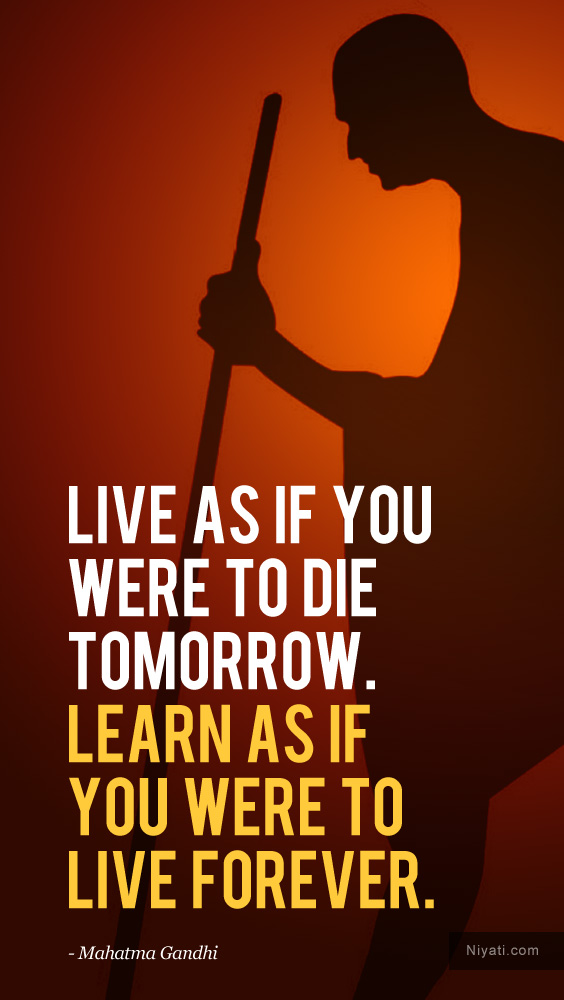 LIVE AS IF YOU
WERE TO DIE
TOMORROW.
LEARN AS IF
YOU WERE TO
LIVE FOREVER.
- Mahatma Gandhi
Niyati.com